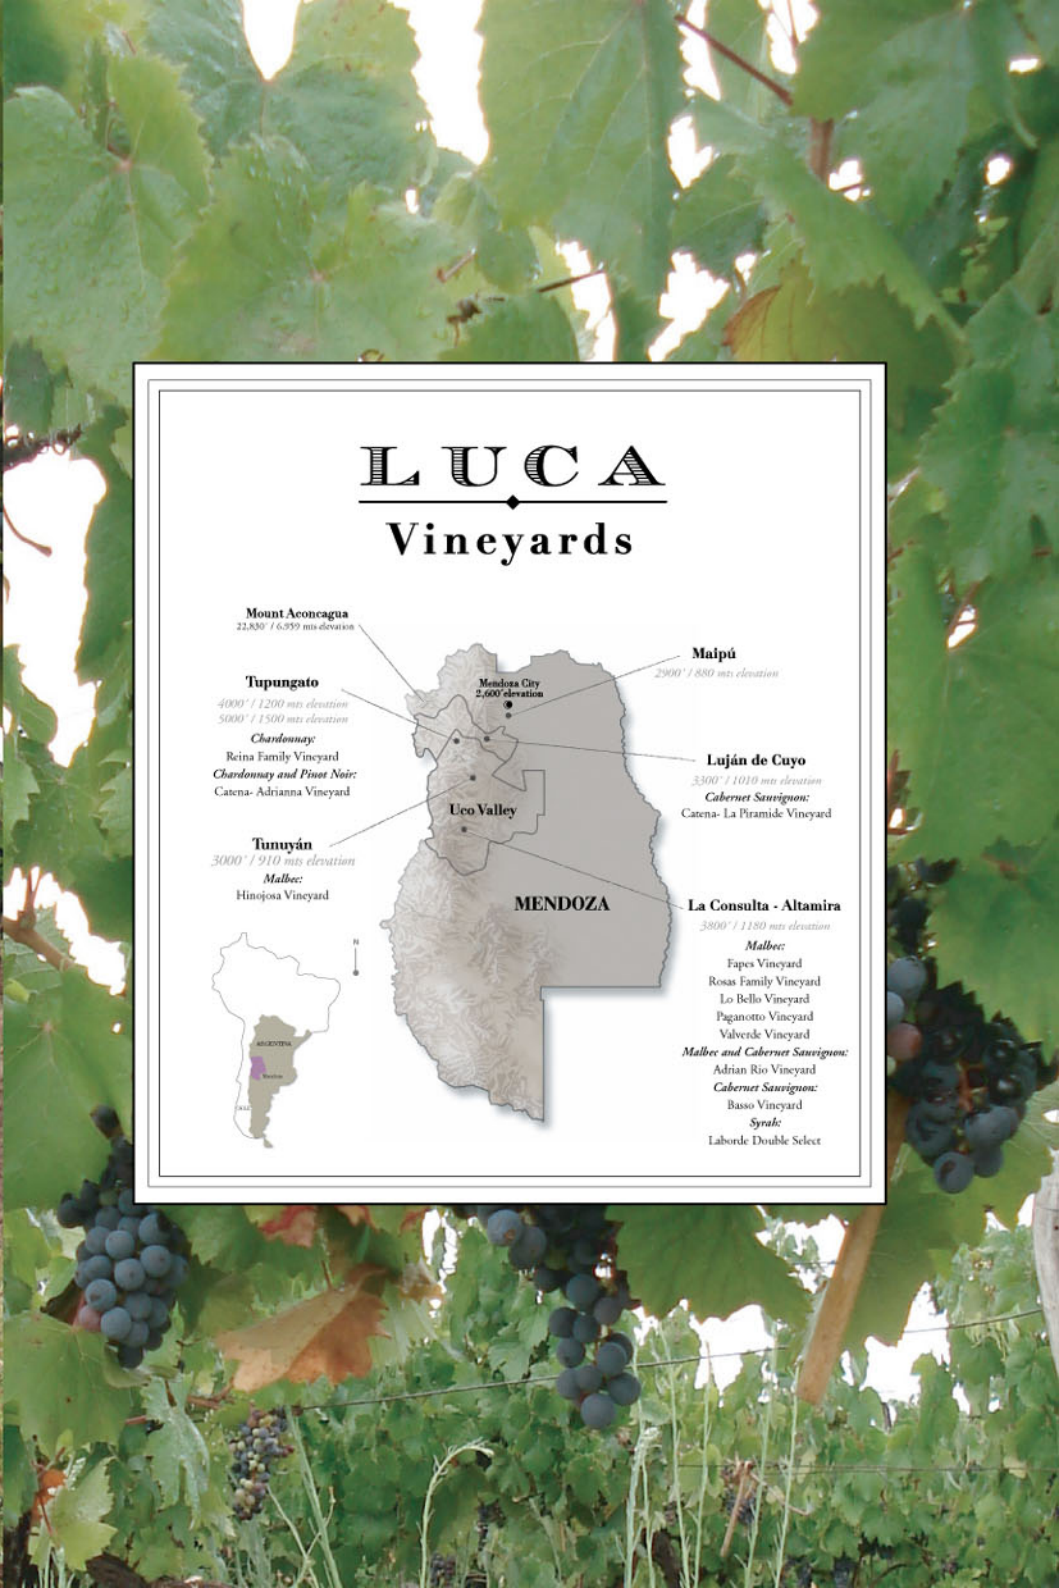 LUCA
Vineyards
Mount Aconcagua
22,830' / 6.959 mts elevation
Tupungato
4000' / 1200 mts elevation
5000' / 1500 mts elevation
Chardonnay:
Reina Family Vineyard
Chardonnay and Pinot Noir:
Catena- Adrianna Vineyard
Tunuyán
3000' / 910 mts elevation
Malbec:
Hinojosa Vineyard
Mendoza City
2,600'elevation
Uco Valley
MENDOZA
Maipú
2900' / 880 mts elevation
Luján de Cuyo
3300' / 1010 mts elevation
Cabernet Sauvignon:
Catena- La Piramide Vineyard
La Consulta - Altamira
3800' / 1180 mts elevation
Malbec:
Fapes Vineyard
Rosas Family Vineyard
Lo Bello Vineyard
Paganotto Vineyard
Valverde Vineyard
Malbec and Cabernet Sauvignon:
Adrian Rio Vineyard
Cabernet Sauvignon:
Basso Vineyard
Syrah:
Laborde Double Select
N
ARGENTINA
Mendoza